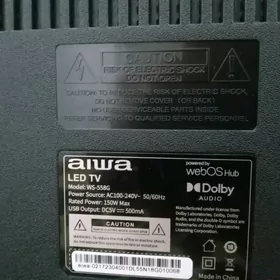 CAUTION
RISK OF ELECTRIC SHOCK
DO NOT OPEN
CAUTION: TO REDUCE THE RISK OF ELECTRIC SHOCK,
DO NOT REMOVE COVER (OR BACK)
NO USER-SERVICEABLE PARTS INSIDE.
REFER TO QUALIFIED SERVICE PERSONNEL.
aiwa
LED TV
Model: WS-558G
Power Source: AC100-240V~ 50/60Hz
Rated Power: 150W Max
USB Output: DC5V 500mA
powered by
webOS Hub
Dolby
AUDIO
Manufactured under license from
Dolby Laboratories. Dolby, Dolby
Audio, and the double-D symbol
are trademarks of Dolby Laboratories
Licensing Corporation.
Made in China